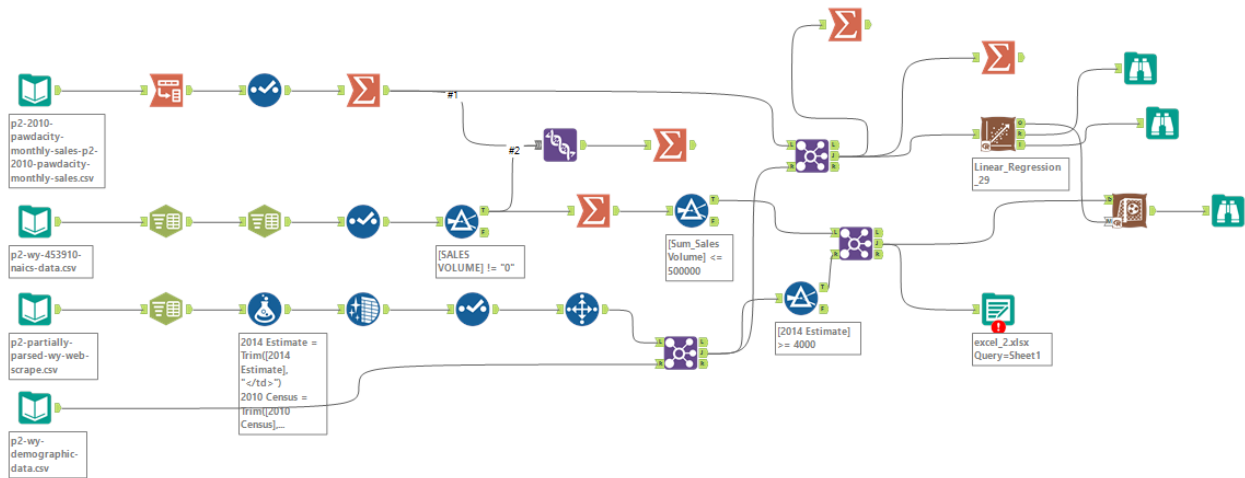 p2-2010-
pawdacity-
monthly-sales-p2-
2010-pawdacity-
monthly-sales.csv
#1
#2
Linear_Regression
_29
p2-wy-453910-
naics-data.csv
[SALES
VOLUME] != "0"
[Sum_Sales
Volume] <=
500000
[2014 Estimate]
>= 4000
p2-partially-
parsed-wy-web-
scrape.csv
2014 Estimate =
Trim([2014
Estimate],
"</td>")
2010 Census =
Trim([2010
Census],...
excel_2.xlsx
Query=Sheet1
p2-wy-
demographic-
data.csv